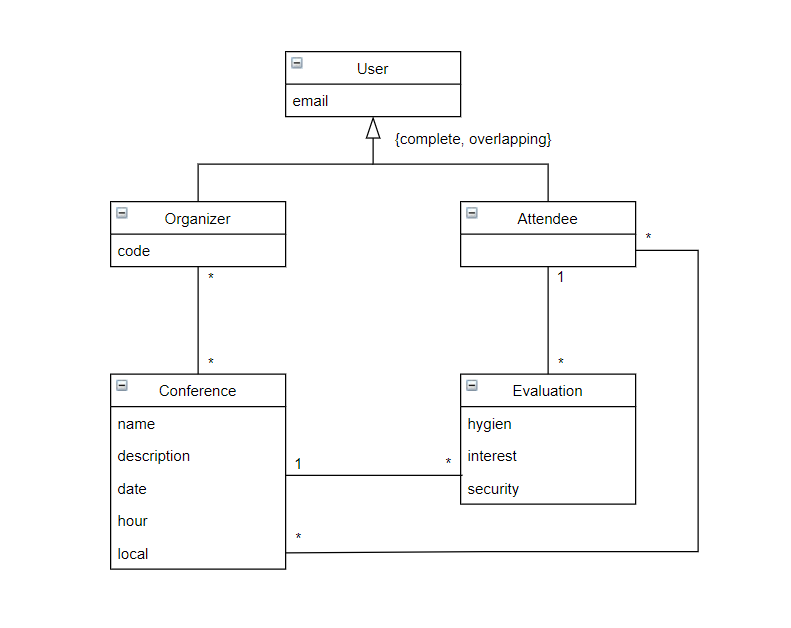 User
email
{complete, overlapping}
Organizer
code
Attendee
*
*
1
*
*
Conference
name
description
date
hour
local
Evaluation
hygien
interest
security
1
*
*